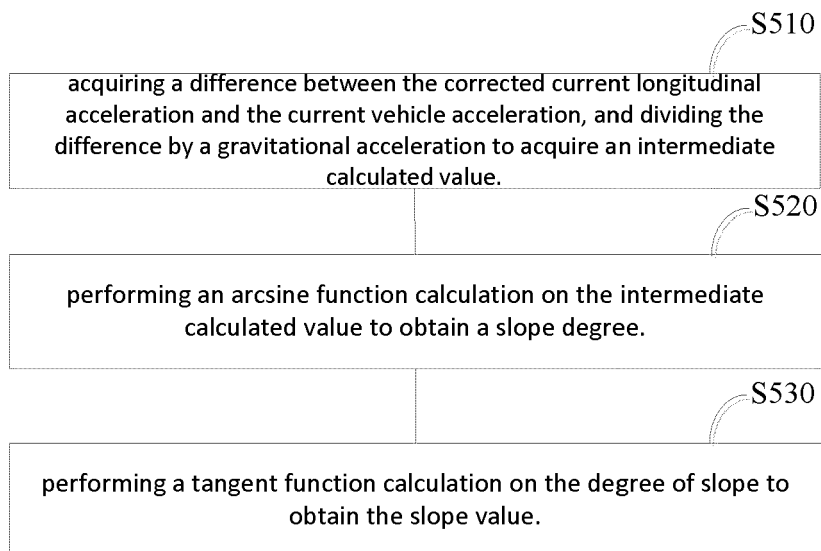 S510
acquiring a difference between the corrected current longitudinal
acceleration and the current vehicle acceleration, and dividing the
difference by a gravitational acceleration to acquire an intermediate
calculated value.
S520
performing an arcsine function calculation on the intermediate
calculated value to obtain a slope degree.
S530
performing a tangent function calculation on the degree of slope to
obtain the slope value.